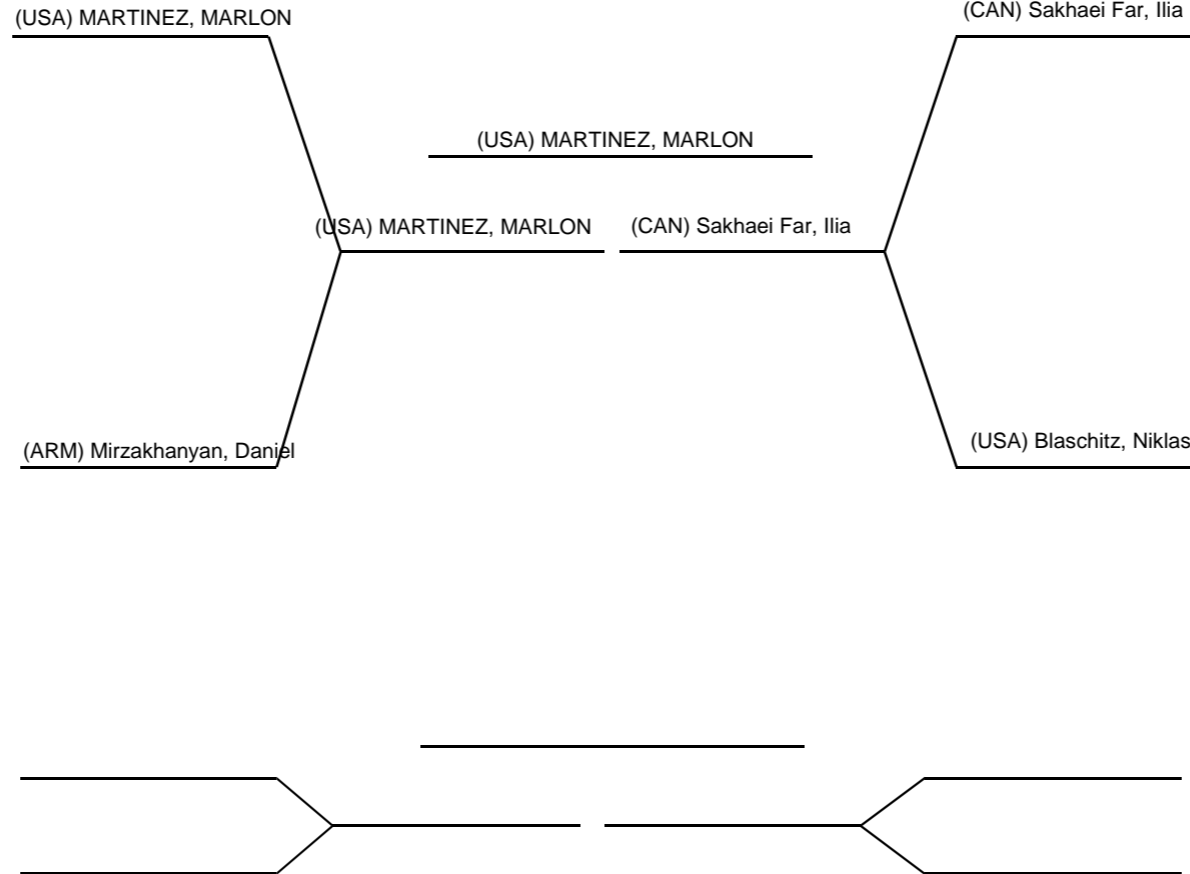 (USA) MARTINEZ, MARLON
(CAN) Sakhaei Far, Ilia
(USA) MARTINEZ, MARLON
(USA) MARTINEZ, MARLON
(CAN) Sakhaei Far, Ilia
(ARM) Mirzakhanyan, Daniel
(USA) Blaschitz, Niklas